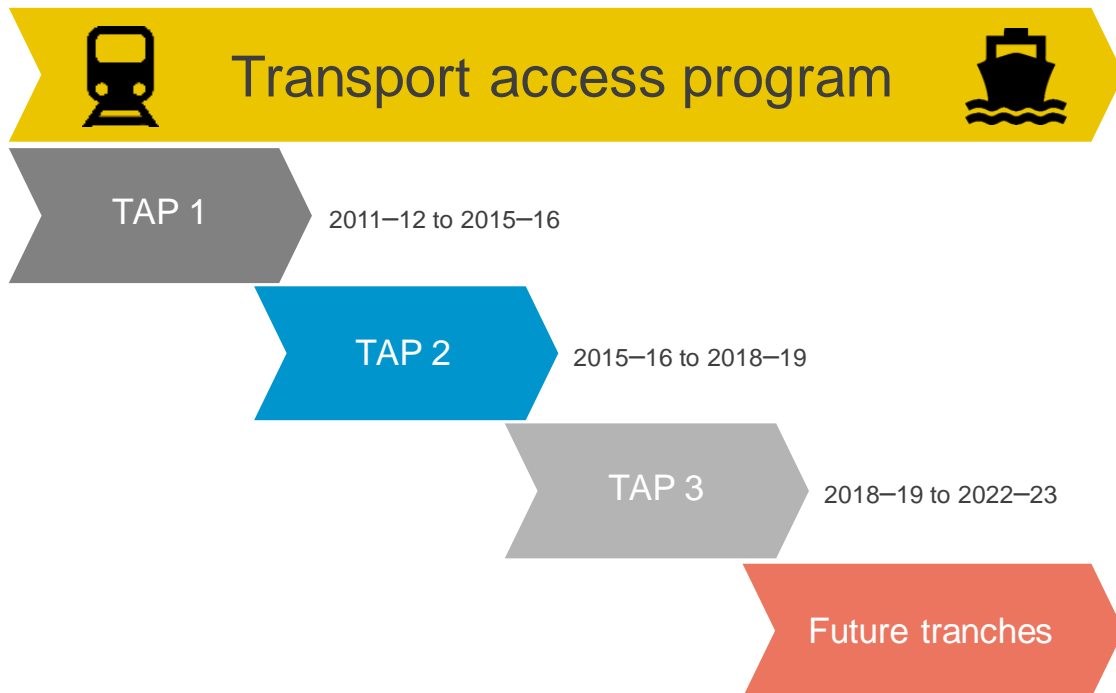 Transport access program
TAP 1
2011–12 to 2015–16
TAP 2
2015–16 to 2018–19
TAP 3
2018–19 to 2022–23
Future tranches